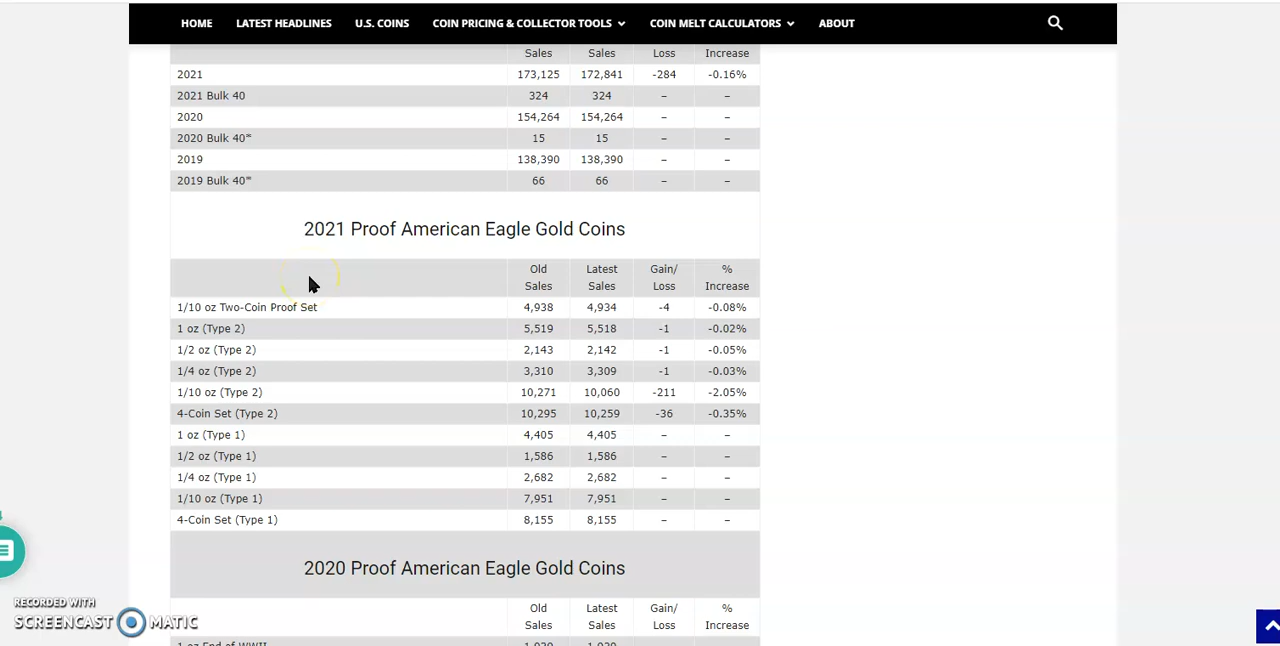 HOME LATEST HEADLINES U.S. COINS COIN PRICING & COLLECTOR TOOLS COIN MELT CALCULATORS ABOUT
Sales Sales Loss Increase
2021 173,125 172,841 -284 -0.16%
2021 Bulk 40 324 324 – –
2020 154,264 154,264 – –
2020 Bulk 40* 15 15 – –
2019 138,390 138,390 – –
2019 Bulk 40* 66 66 – –
2021 Proof American Eagle Gold Coins
Old Latest Gain/ %
Sales Sales Loss Increase
1/10 oz Two-Coin Proof Set 4,938 4,934 -4 -0.08%
1 oz (Type 2) 5,519 5,518 -1 -0.02%
1/2 oz (Type 2) 2,143 2,142 -1 -0.05%
1/4 oz (Type 2) 3,310 3,309 -1 -0.03%
1/10 oz (Type 2) 10,271 10,060 -211 -2.05%
4-Coin Set (Type 2) 10,295 10,259 -36 -0.35%
1 oz (Type 1) 4,405 4,405 – –
1/2 oz (Type 1) 1,586 1,586 – –
1/4 oz (Type 1) 2,682 2,682 – –
1/10 oz (Type 1) 7,951 7,951 – –
4-Coin Set (Type 1) 8,155 8,155 – –
2020 Proof American Eagle Gold Coins
Old Latest Gain/ %
Sales Sales Loss Increase
RECORDED WITH
SCREENCAST MATIC